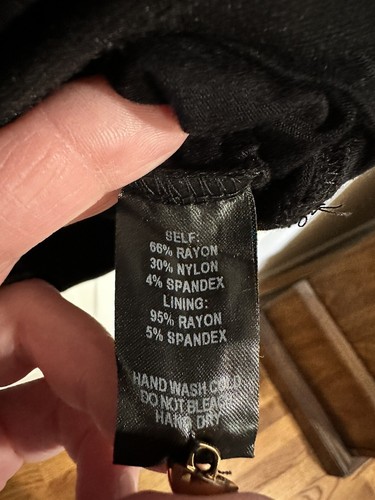 SELF:
66% RAYON
30% NYLON
4% SPANDEX
LINING:
95% RAYON
5% SPANDEX
HAND WASH COLD
DO NOT BLEACH
HANG DRY